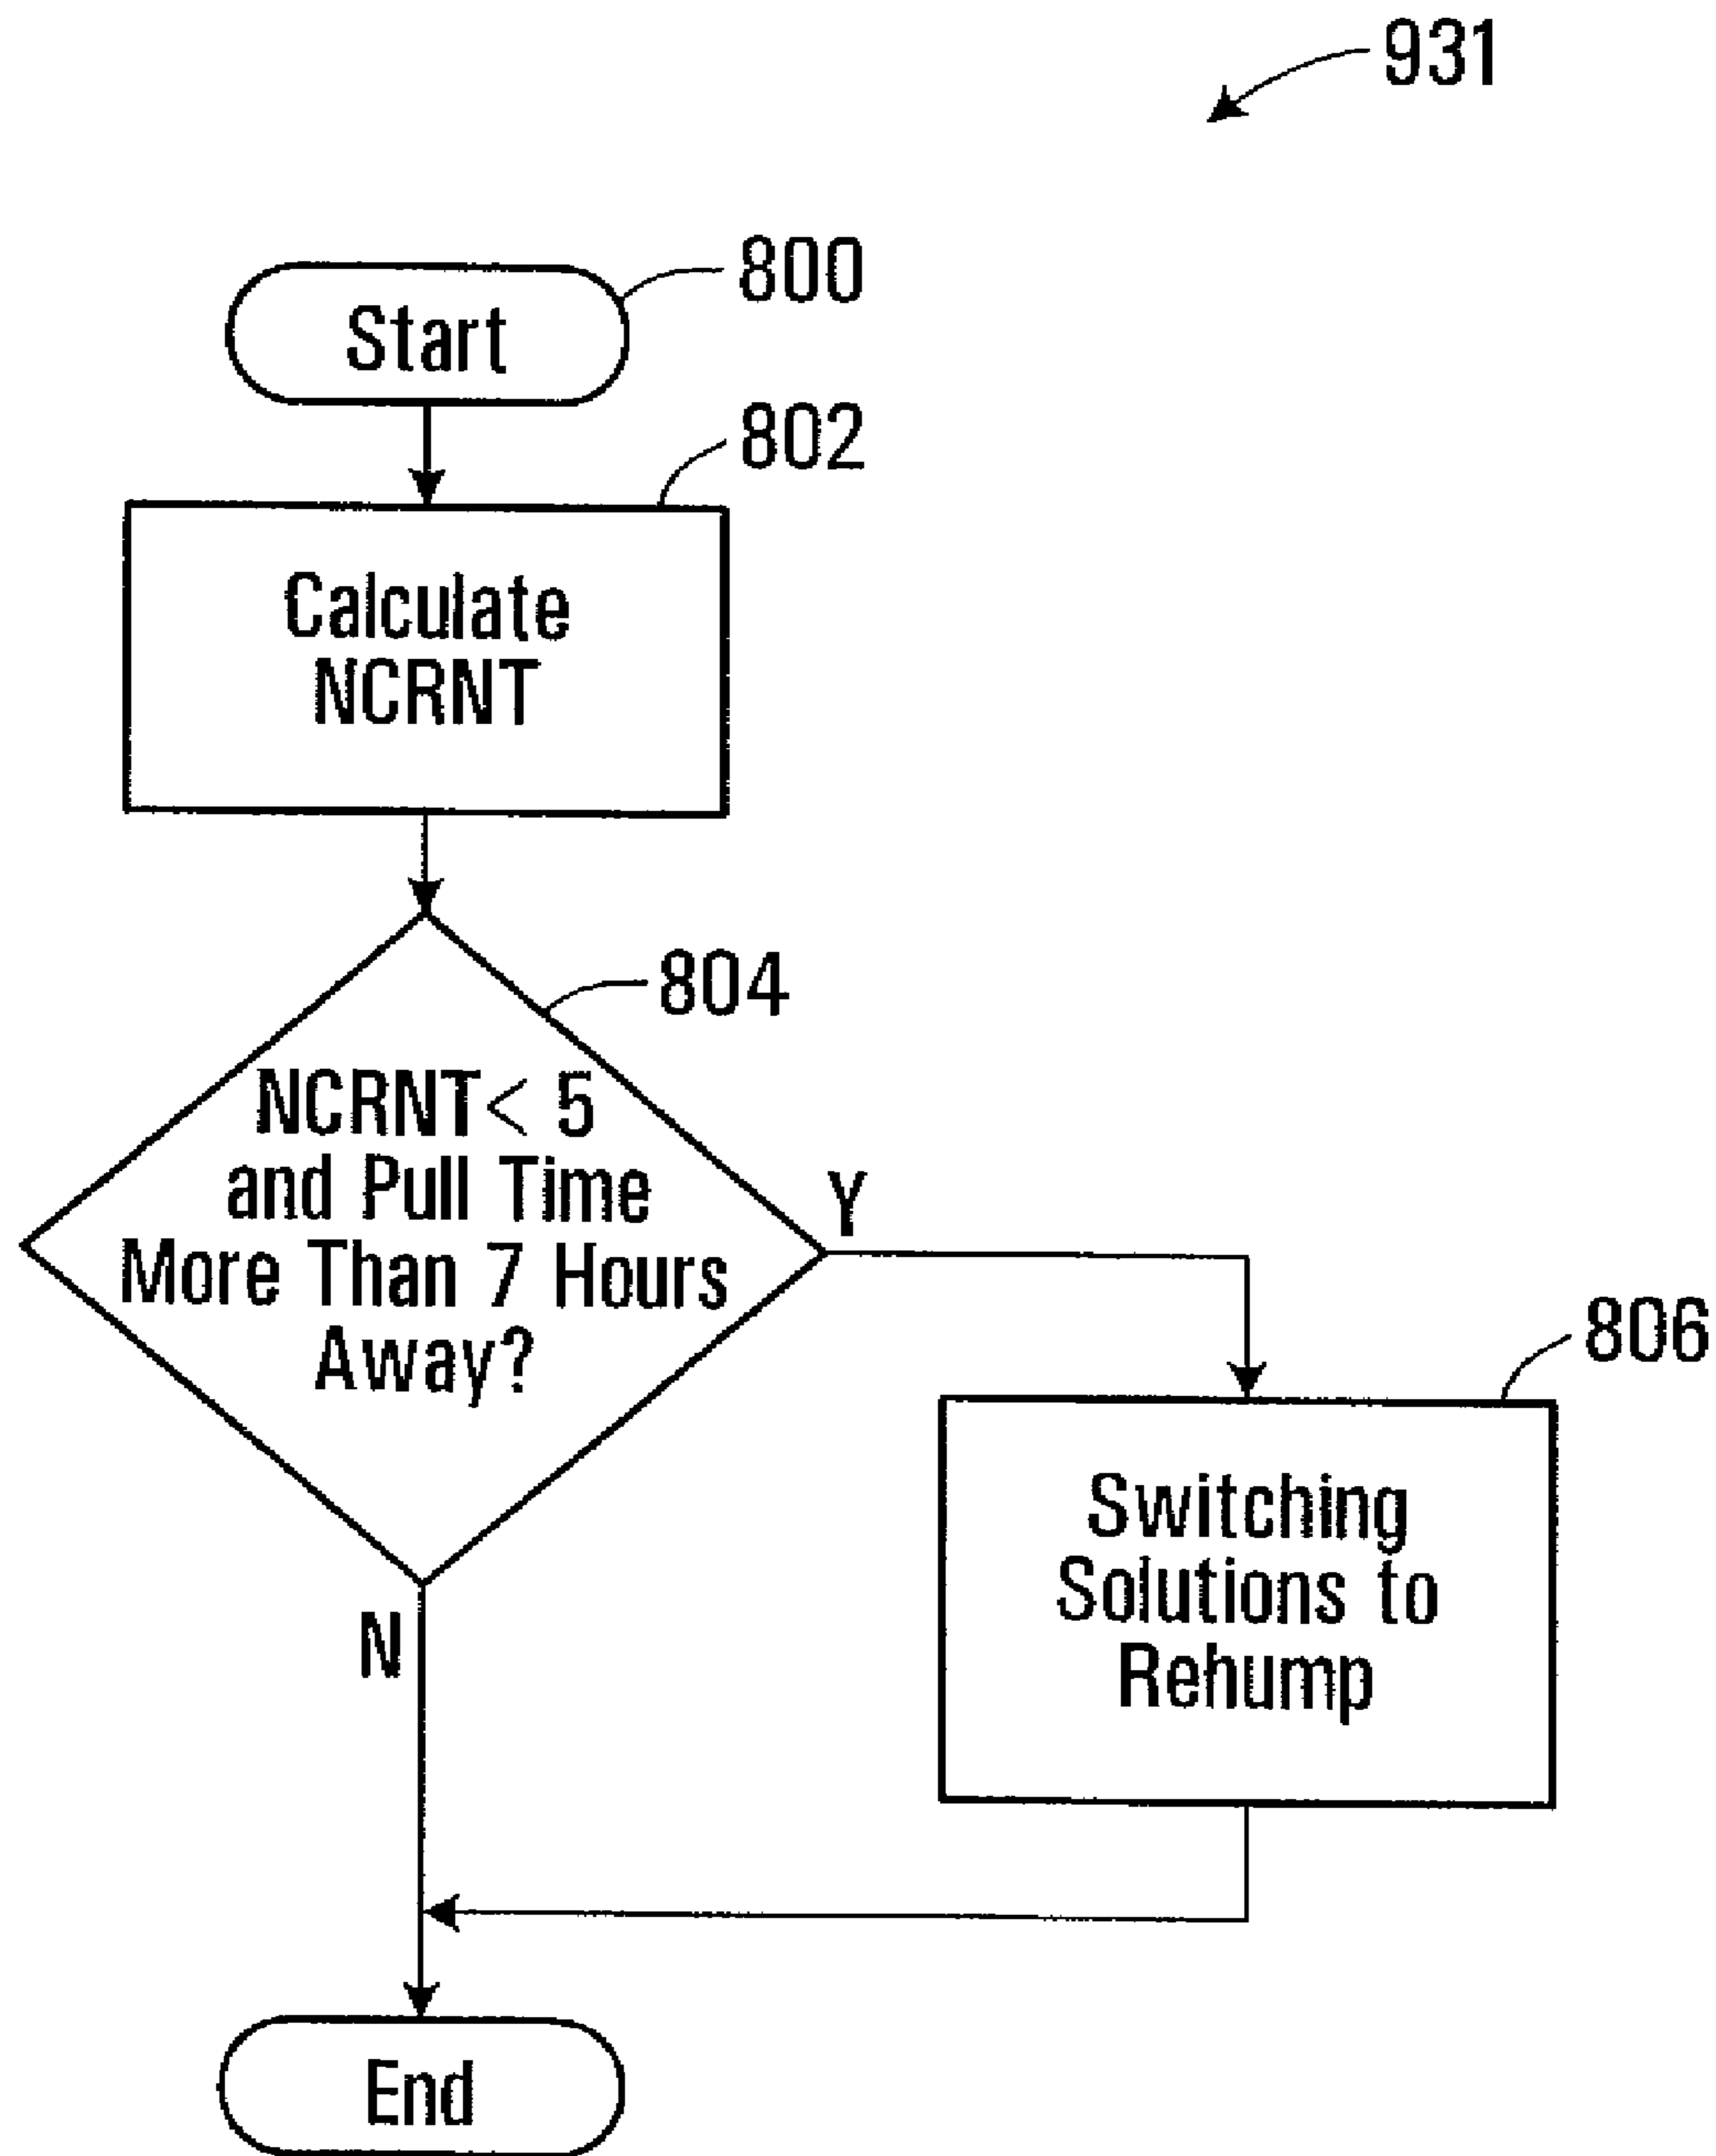 931
800
Start
802
Calculate
NCRNT
804
NCRNT< 5
and Pull Time
More Than 7 Hours
Away?
Y
806
Switching
Solutions to
Rehump
N
End